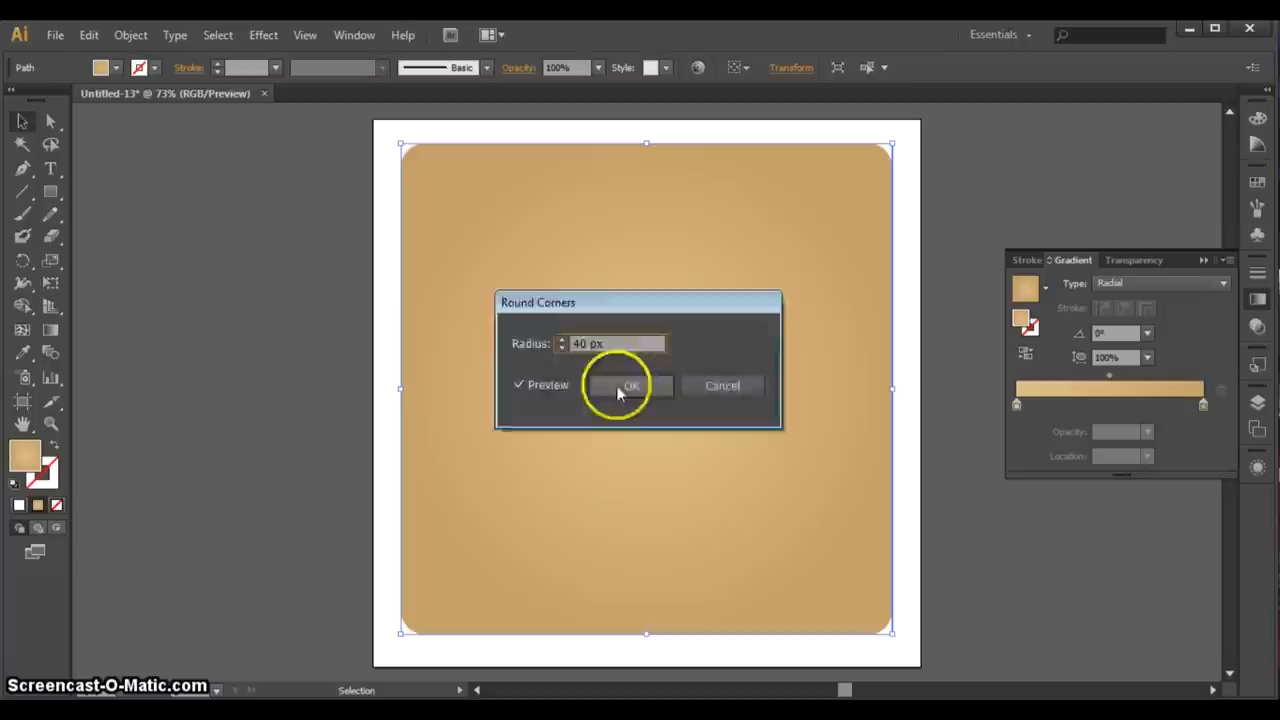 Ai File Edit Object Type Select Effect View Window Help Br Essentials
Path Stroke: Basic Opacity: 100% Style: Transform
Untitled-13* @ 73% (RGB/Preview)
Stroke Gradient Transparency
Type: Radial
Stroke:
0°
100%
Opacity:
Location:
Round Corners
Radius: 40 px
Preview OK Cancel
T
Selection
Screencast-O-Matic.com